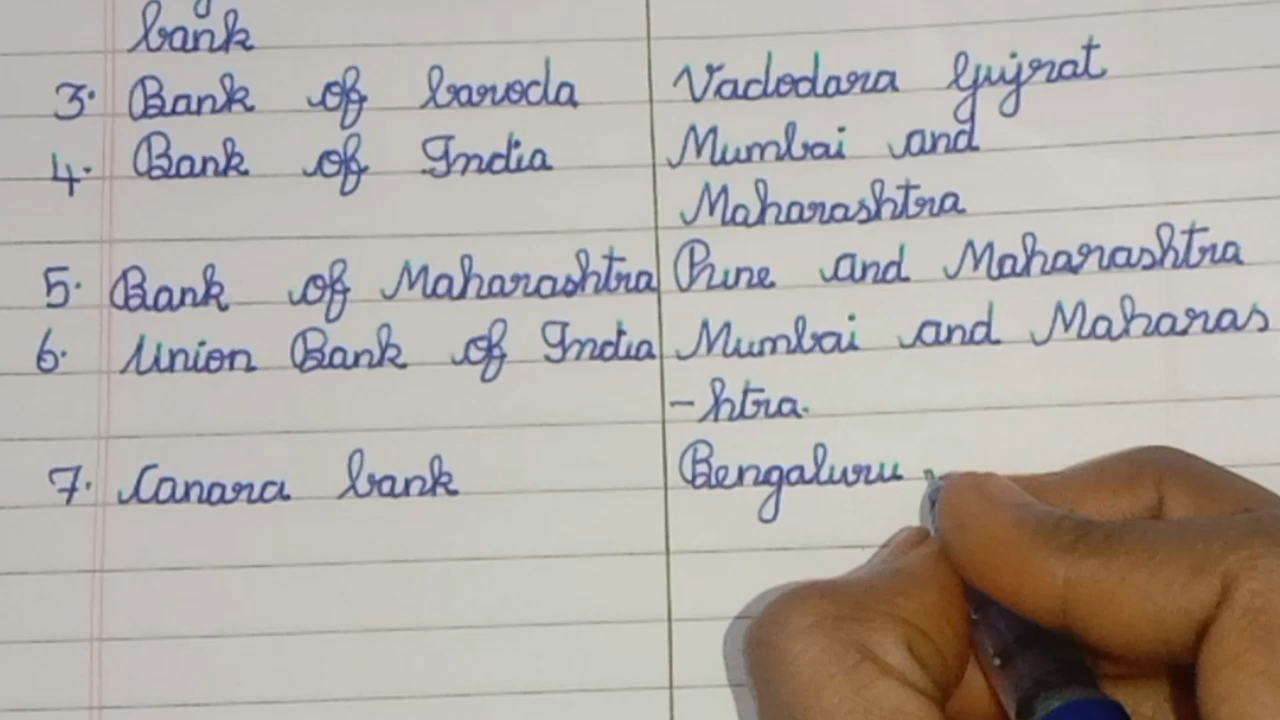 bank
3. Bank of baroda Vadodara Gujrat
4. Bank of India Mumbai and
Maharashtra
5. Bank of Maharashtra Pune and Maharashtra
6. Union Bank of India Mumbai and Maharas
-htra.
7. Canara bank Bengaluru